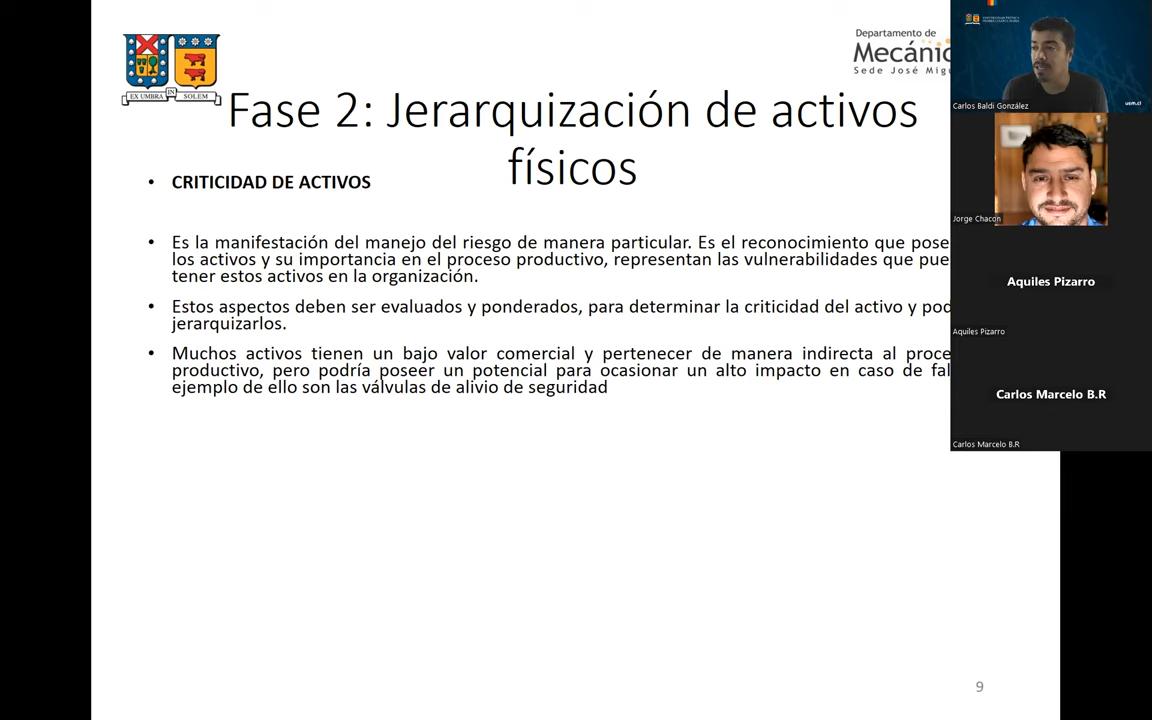 EX UMBRA IN SOLEM
Departamento de
Mecánic
Sede José Migu
Fase 2: Jerarquización de activos
físicos
• CRITICIDAD DE ACTIVOS
• Es la manifestación del manejo del riesgo de manera particular. Es el reconocimiento que pose
los activos y su importancia en el proceso productivo, representan las vulnerabilidades que pue
tener estos activos en la organización.
• Estos aspectos deben ser evaluados y ponderados, para determinar la criticidad del activo y pod
jerarquizarlos.
• Muchos activos tienen un bajo valor comercial y pertenecer de manera indirecta al proce
productivo, pero podría poseer un potencial para ocasionar un alto impacto en caso de fal
ejemplo de ello son las válvulas de alivio de seguridad
9
usm.cl
Carlos Baldi González
Jorge Chacon
Aquiles Pizarro
Aquiles Pizarro
Carlos Marcelo B.R
Carlos Marcelo B.R